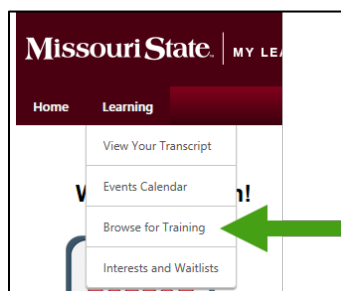 Missouri State. | MY LEA
Home Learning
View Your Transcript
Events Calendar
Browse for Training
Interests and Waitlists